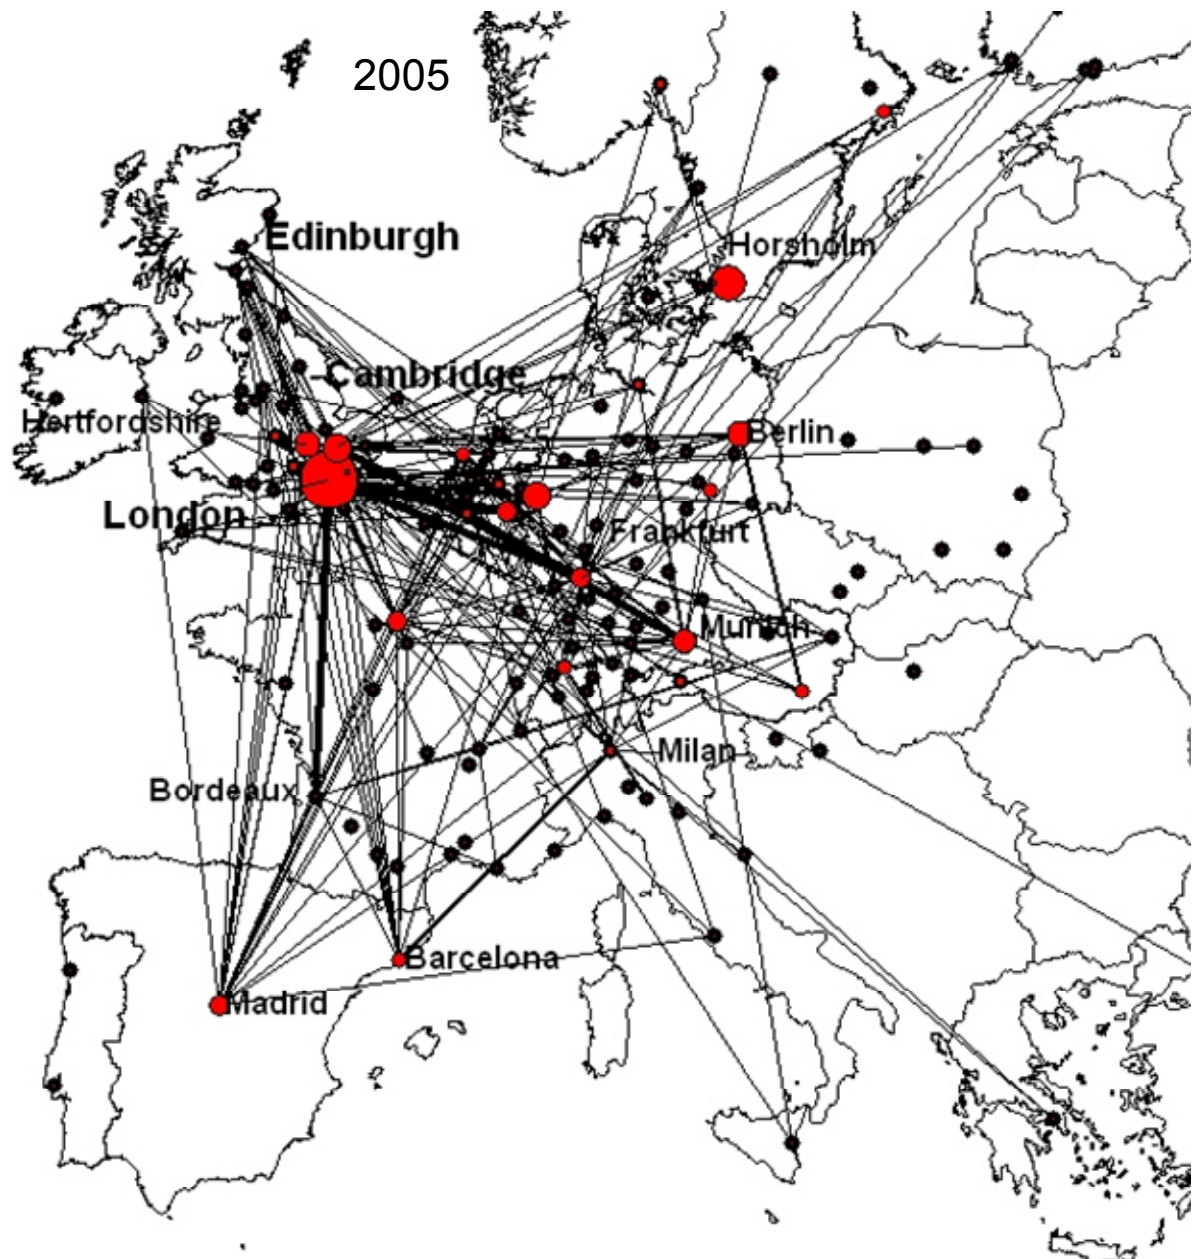 2005
Edinburgh
Horsholm
Cambridge
Hertfordshire
Berlin
London
Frankfurt
Munich
Milan
Bordeaux
Barcelona
Madrid